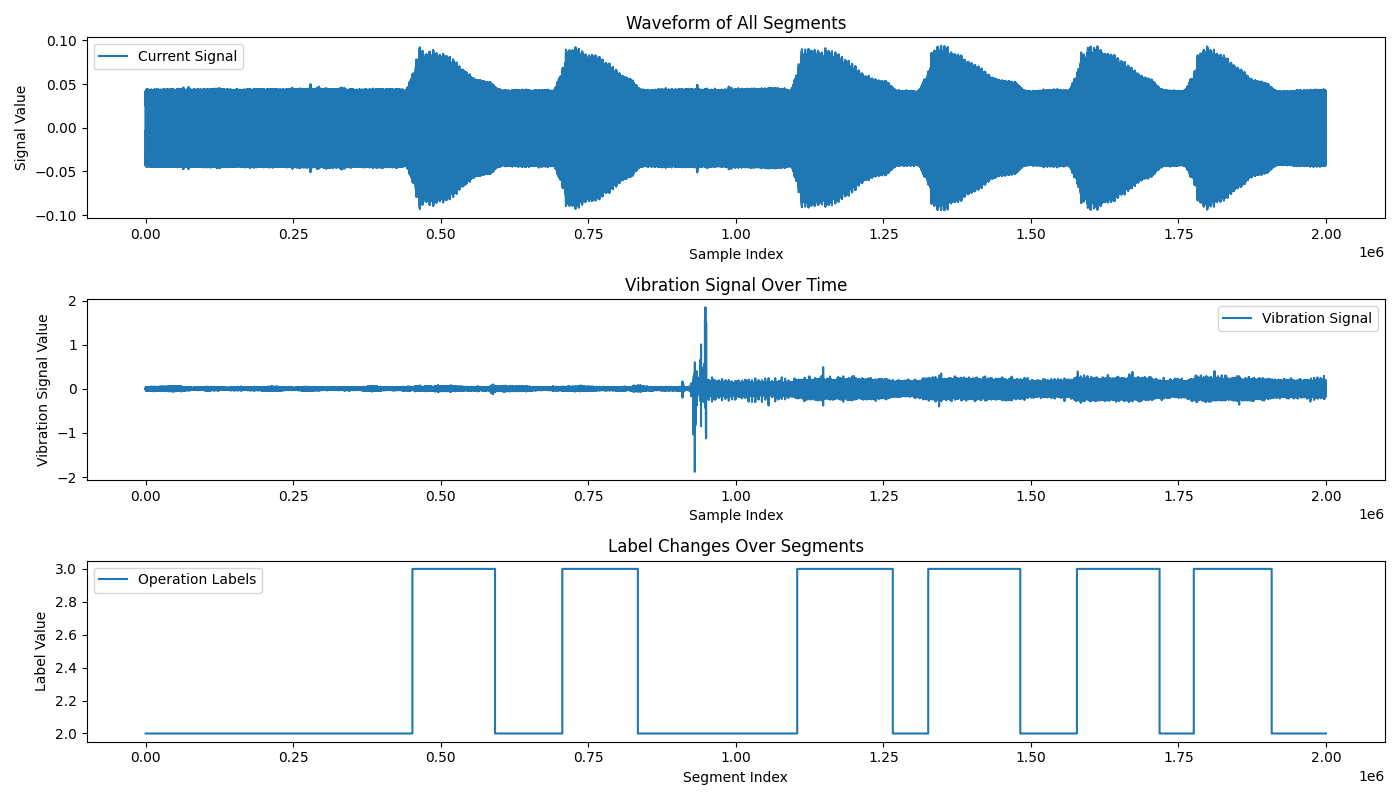 Waveform of All Segments
Current Signal
Signal Value
0.10
0.05
0.00
−0.05
−0.10
0.00 0.25 0.50 0.75 1.00 1.25 1.50 1.75 2.00
1e6
Sample Index
Vibration Signal Over Time
Vibration Signal
Vibration Signal Value
2
1
0
−1
−2
0.00 0.25 0.50 0.75 1.00 1.25 1.50 1.75 2.00
1e6
Sample Index
Label Changes Over Segments
Operation Labels
Label Value
3.0
2.8
2.6
2.4
2.2
2.0
0.00 0.25 0.50 0.75 1.00 1.25 1.50 1.75 2.00
1e6
Segment Index